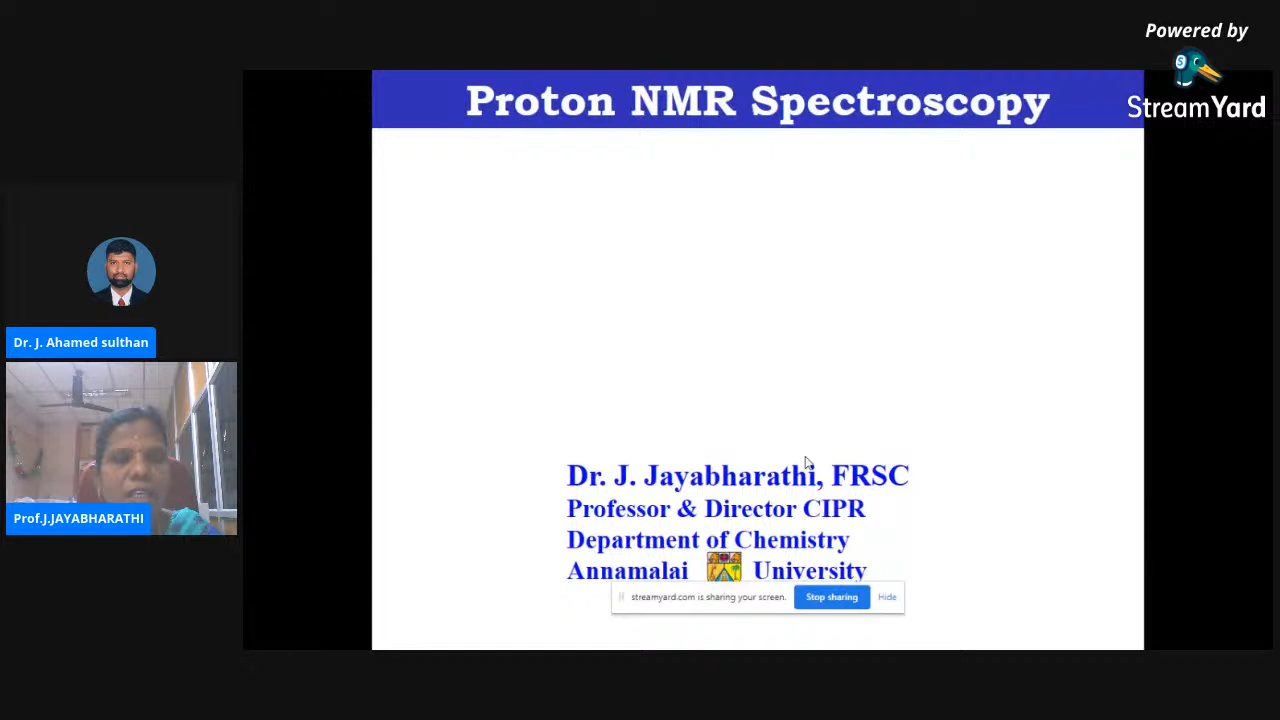 Powered by
StreamYard
Proton NMR Spectroscopy
Dr. J. Ahamed sulthan
Prof.J.JAYABHARATHI
Dr. J. Jayabharathi, FRSC
Professor & Director CIPR
Department of Chemistry
Annamalai University
streamyard.com is sharing your screen. Stop sharing Hide